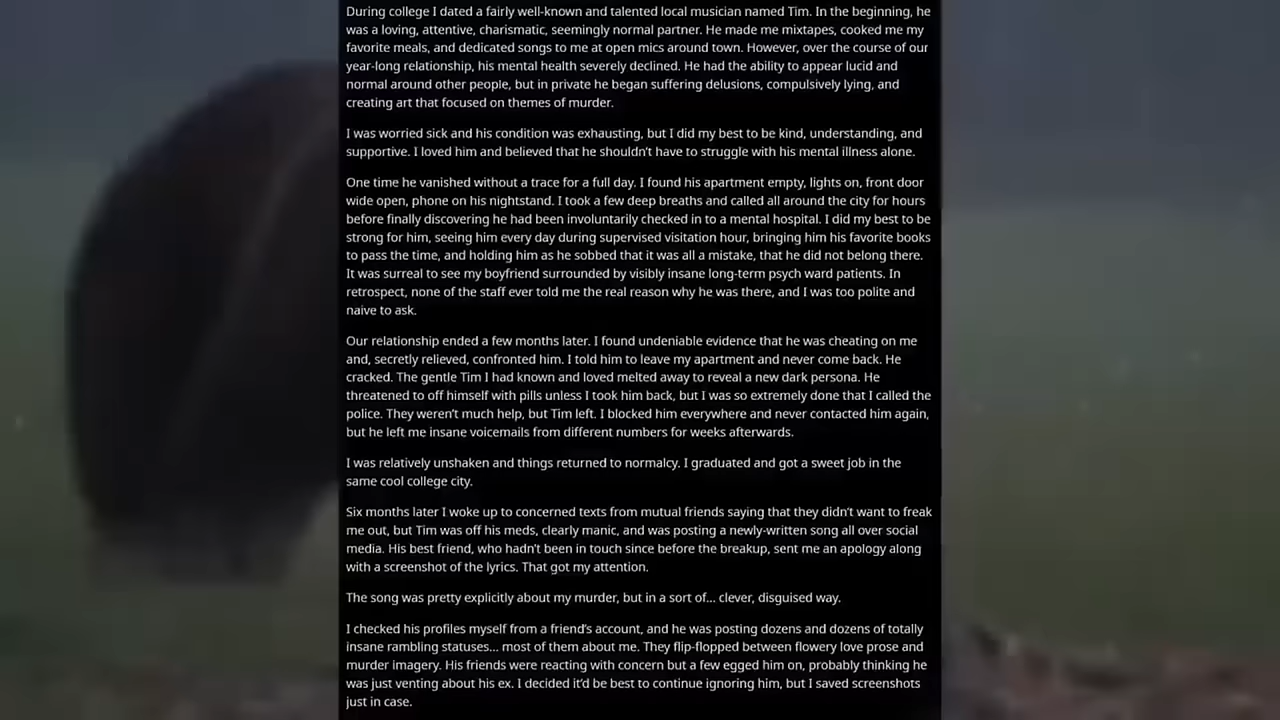 During college I dated a fairly well-known and talented local musician named Tim. In the beginning, he
was a loving, attentive, charismatic, seemingly normal partner. He made me mixtapes, cooked me my
favorite meals, and dedicated songs to me at open mics around town. However, over the course of our
year-long relationship, his mental health severely declined. He had the ability to appear lucid and
normal around other people, but in private he began suffering delusions, compulsively lying, and
creating art that focused on themes of murder.
I was worried sick and his condition was exhausting, but I did my best to be kind, understanding, and
supportive. I loved him and believed that he shouldn't have to struggle with his mental illness alone.
One time he vanished without a trace for a full day. I found his apartment empty, lights on, front door
wide open, phone on his nightstand. I took a few deep breaths and called all around the city for hours
before finally discovering he had been involuntarily checked in to a mental hospital. I did my best to be
strong for him, seeing him every day during supervised visitation hour, bringing him his favorite books
to pass the time, and holding him as he sobbed that it was all a mistake, that he did not belong there.
It was surreal to see my boyfriend surrounded by visibly insane long-term psych ward patients. In
retrospect, none of the staff ever told me the real reason why he was there, and I was too polite and
naive to ask.
Our relationship ended a few months later. I found undeniable evidence that he was cheating on me
and, secretly relieved, confronted him. I told him to leave my apartment and never come back. He
cracked. The gentle Tim I had known and loved melted away to reveal a new dark persona. He
threatened to off himself with pills unless I took him back, but I was so extremely done that I called the
police. They weren't much help, but Tim left. I blocked him everywhere and never contacted him again,
but he left me insane voicemails from different numbers for weeks afterwards.
I was relatively unshaken and things returned to normalcy. I graduated and got a sweet job in the
same cool college city.
Six months later I woke up to concerned texts from mutual friends saying that they didn't want to freak
me out, but Tim was off his meds, clearly manic, and was posting a newly-written song all over social
media. His best friend, who hadn't been in touch since before the breakup, sent me an apology along
with a screenshot of the lyrics. That got my attention.
The song was pretty explicitly about my murder, but in a sort of... clever, disguised way.
I checked his profiles myself from a friend's account, and he was posting dozens and dozens of totally
insane rambling statuses... most of them about me. They flip-flopped between flowery love prose and
murder imagery. His friends were reacting with concern but a few egged him on, probably thinking he
was just venting about his ex. I decided it'd be best to continue ignoring him, but I saved screenshots
just in case.